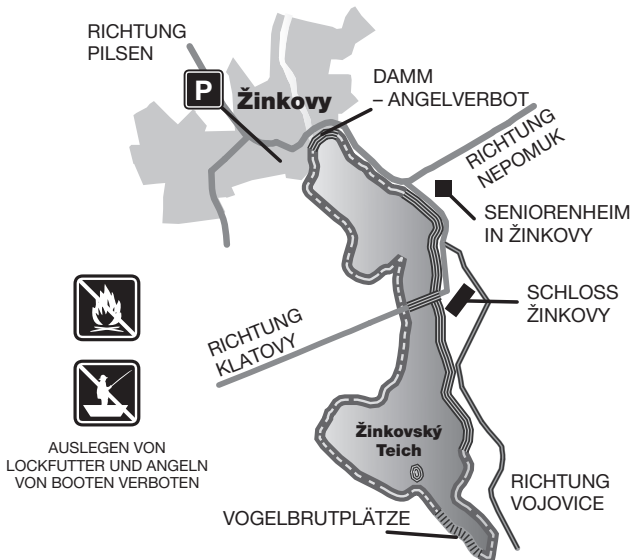 RICHTUNG
PILSEN
P
Žinkovy
DAMM
– ANGELVERBOT
RICHTUNG
NEPOMUK
SENIORENHEIM
IN ŽINKOVY
SCHLOSS
ŽINKOVY
RICHTUNG
KLATOVY
AUSLEGEN VON
LOCKFUTTER UND ANGELN
VON BOOTEN VERBOTEN
Žinkovský
Teich
RICHTUNG
VOJOVICE
VOGELBRUTPLÄTZE